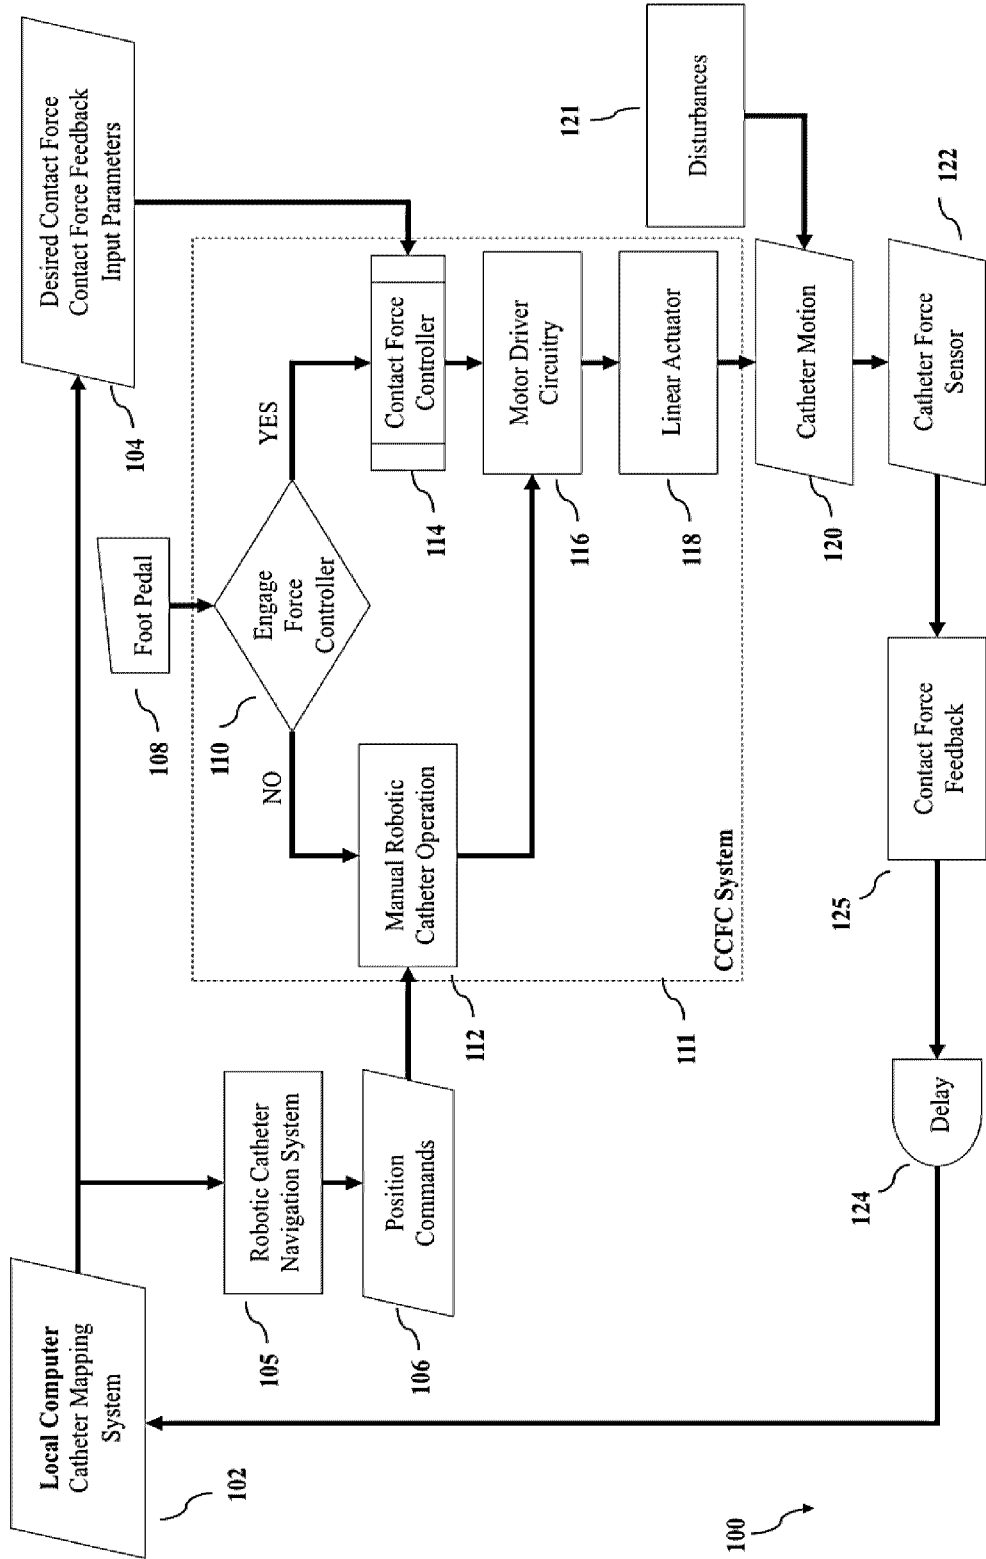 Local Computer
Catheter Mapping
System
102
Desired Contact Force
Contact Force Feedback
Input Parameters
104
Robotic Catheter
Navigation System
105
Position
Commands
106
Foot Pedal
108
Engage
Force
Controller
110
NO
YES
Manual Robotic
Catheter Operation
112
Contact Force
Controller
114
Motor Driver
Circuitry
116
Linear Actuator
118
CCFC System
111
Disturbances
121
Catheter Motion
120
Catheter Force
Sensor
122
Contact Force
Feedback
125
Delay
124
100